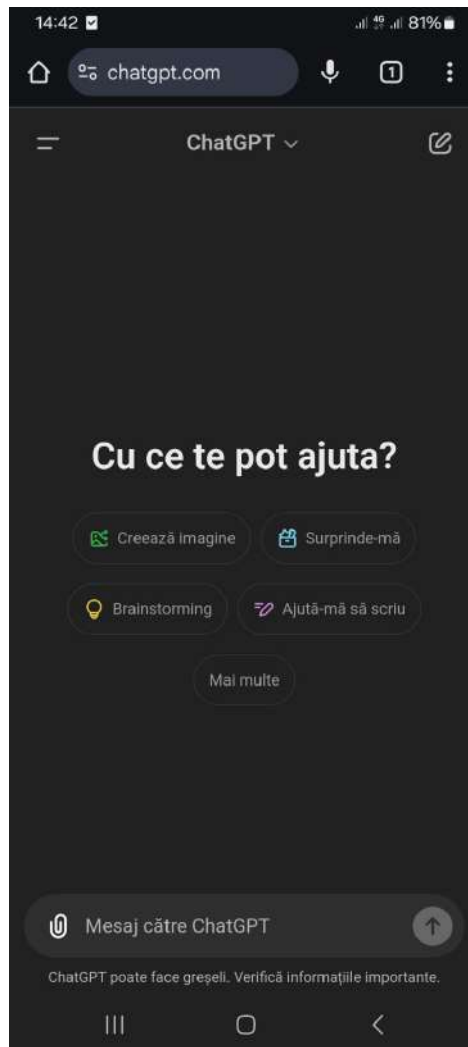 14:42 4G 81%
chatgpt.com 1
ChatGPT
Cu ce te pot ajuta?
Creează imagine Surprinde-mă
Brainstorming Ajută-mă să scriu
Mai multe
Mesaj către ChatGPT
ChatGPT poate face greșeli. Verifică informațiile importante.